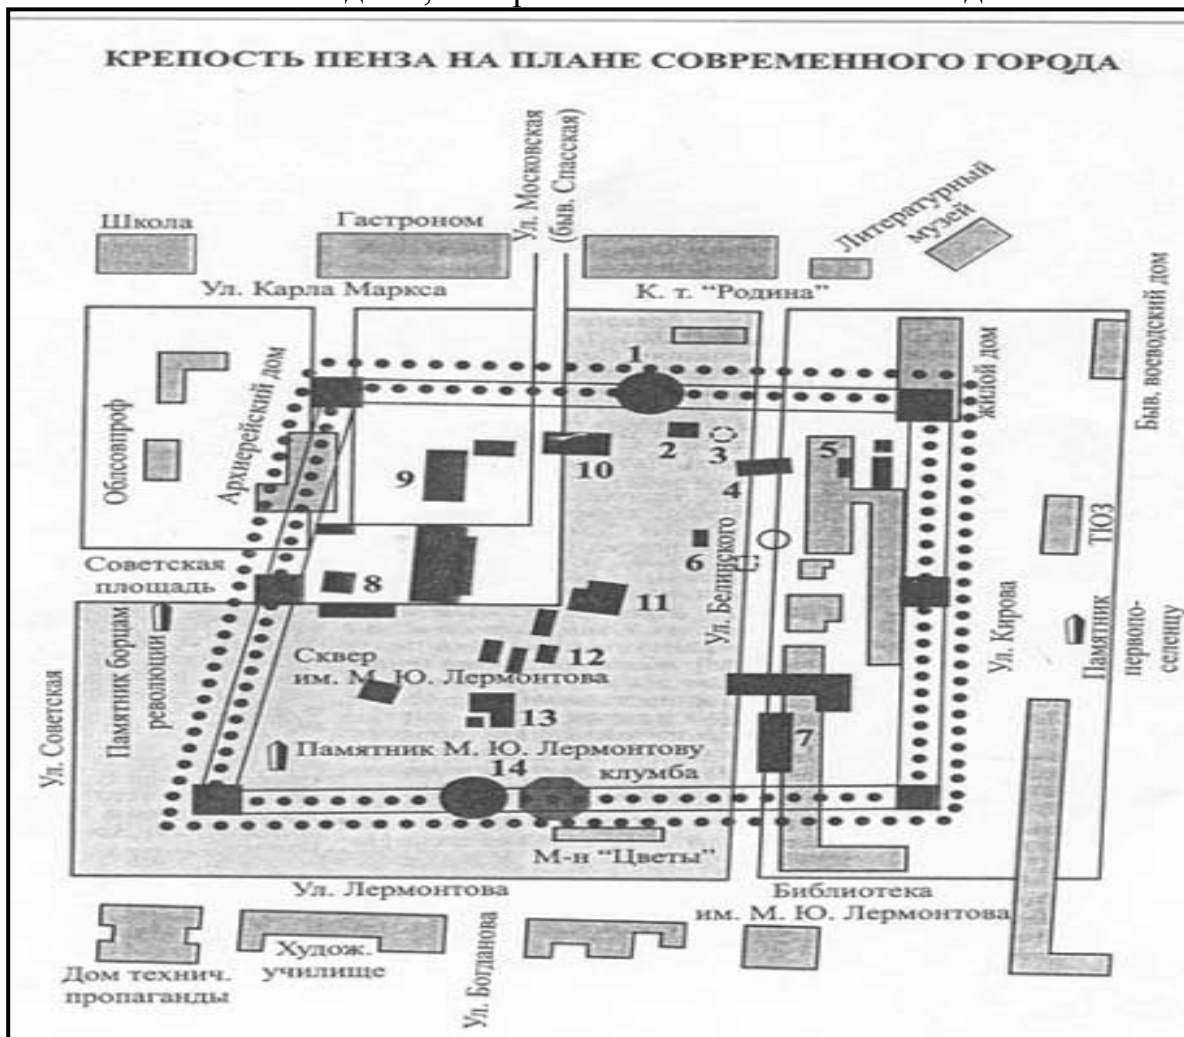 КРЕПОСТЬ ПЕНЗА НА ПЛАНЕ СОВРЕМЕННОГО ГОРОДА
Ул. Московская
(быв. Спасская)
Школа
Гастроном
Литературный
музей
Ул. Карла Маркса
К. т. “Родина”
Быв. воеводский дом
1
жилой дом
Архиерейский дом
Облсовпроф
2
3
5
4
9
10
ТЮЗ
Советская
площадь
6
Ул. Белинского
8
11
Ул. Кирова
Памятник
первопо-
селенцу
Памятник борцам
революции
Сквер
им. М. Ю. Лермонтова
12
13
Ул. Советская
Памятник М. Ю. Лермонтову
7
14
клумба
М-н “Цветы”
Ул. Лермонтова
Библиотека
им. М. Ю. Лермонтова
Худож.
училище
Ул. Богданова
Дом технич.
пропаганды